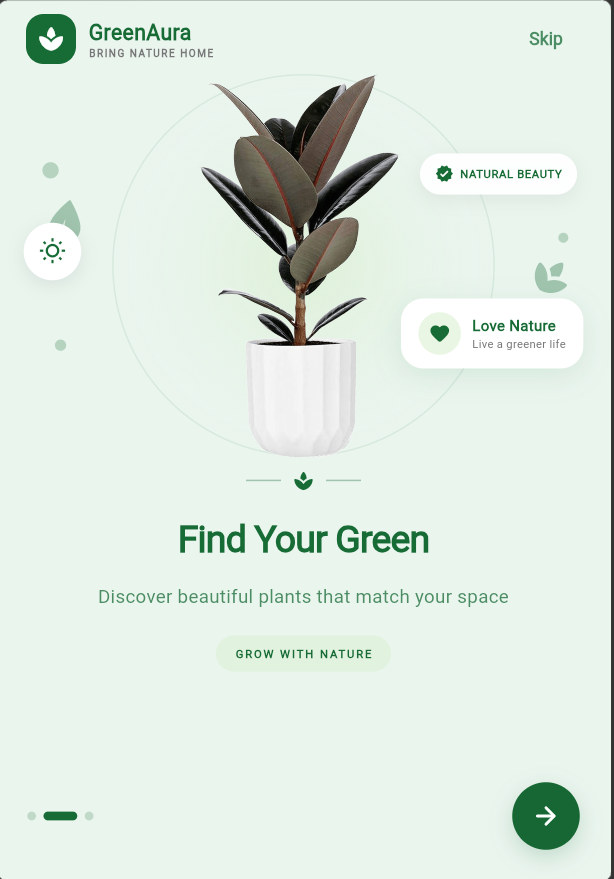 GreenAura
BRING NATURE HOME
Skip
NATURAL BEAUTY
Love Nature
Live a greener life
Find Your Green
Discover beautiful plants that match your space
GROW WITH NATURE